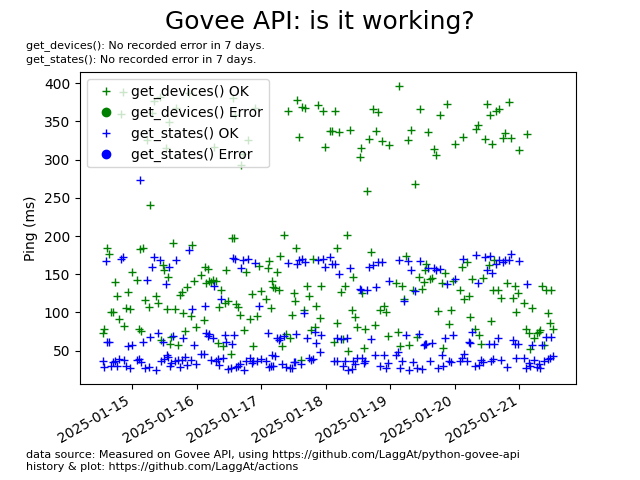 Govee API: is it working?
get_devices(): No recorded error in 7 days.
get_states(): No recorded error in 7 days.
400
350
300
250
200
150
100
50
Ping (ms)
get_devices() OK
get_devices() Error
get_states() OK
get_states() Error
2025-01-15
2025-01-16
2025-01-17
2025-01-18
2025-01-19
2025-01-20
2025-01-21
data source: Measured on Govee API, using https://github.com/LaggAt/python-govee-api
history & plot: https://github.com/LaggAt/actions